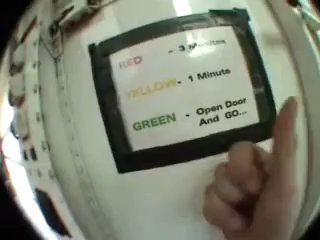 RED - 3 Minutes
YELLOW - 1 Minute
GREEN - Open Door
And GO...